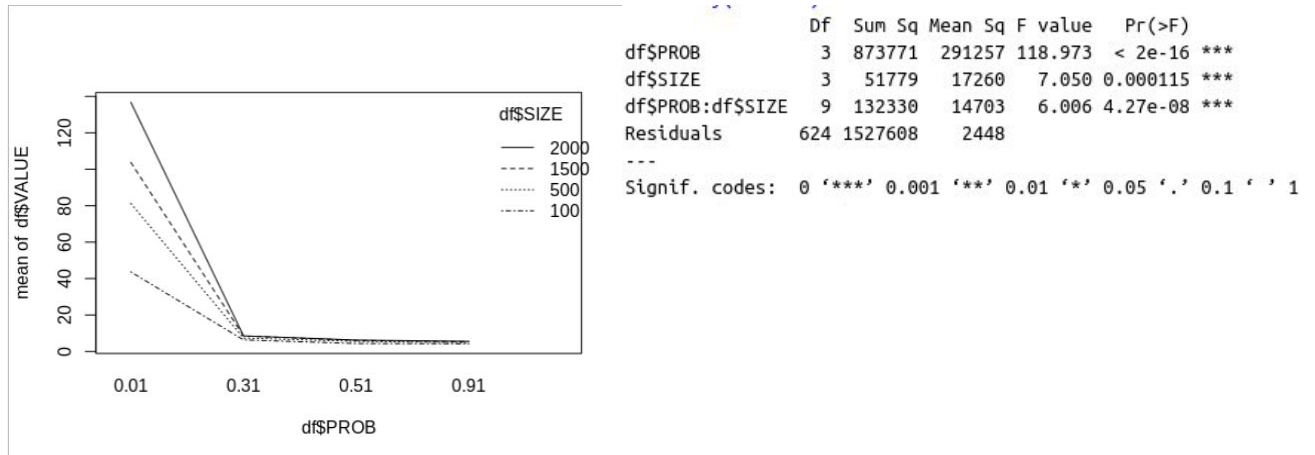 df$SIZE
2000
1500
500
100
mean of df$VALUE
120
80
60
40
20
0
0.01 0.31 0.51 0.91
df$PROB
Df Sum Sq Mean Sq F value Pr(>F)
df$PROB 3 873771 291257 118.973 < 2e-16 ***
df$SIZE 3 51779 17260 7.050 0.000115 ***
df$PROB:df$SIZE 9 132330 14703 6.006 4.27e-08 ***
Residuals 624 1527608 2448
---
Signif. codes: 0 ‘***’ 0.001 ‘**’ 0.01 ‘*’ 0.05 ‘.’ 0.1 ‘ ’ 1